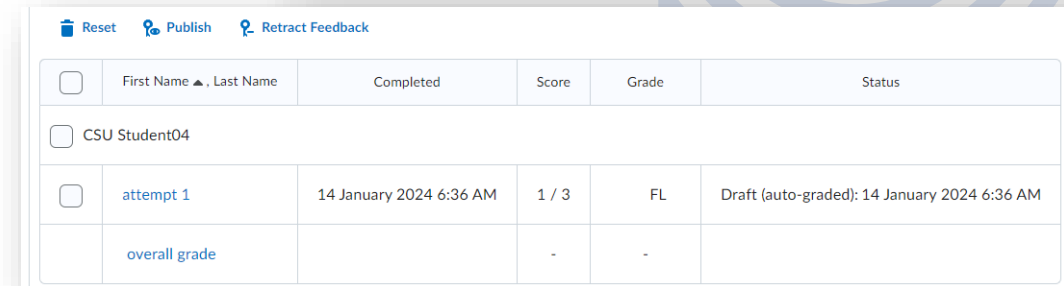 Reset Publish Retract Feedback
First Name ▲ , Last Name Completed Score Grade Status
CSU Student04
attempt 1 14 January 2024 6:36 AM 1 / 3 FL Draft (auto-graded): 14 January 2024 6:36 AM
overall grade - -